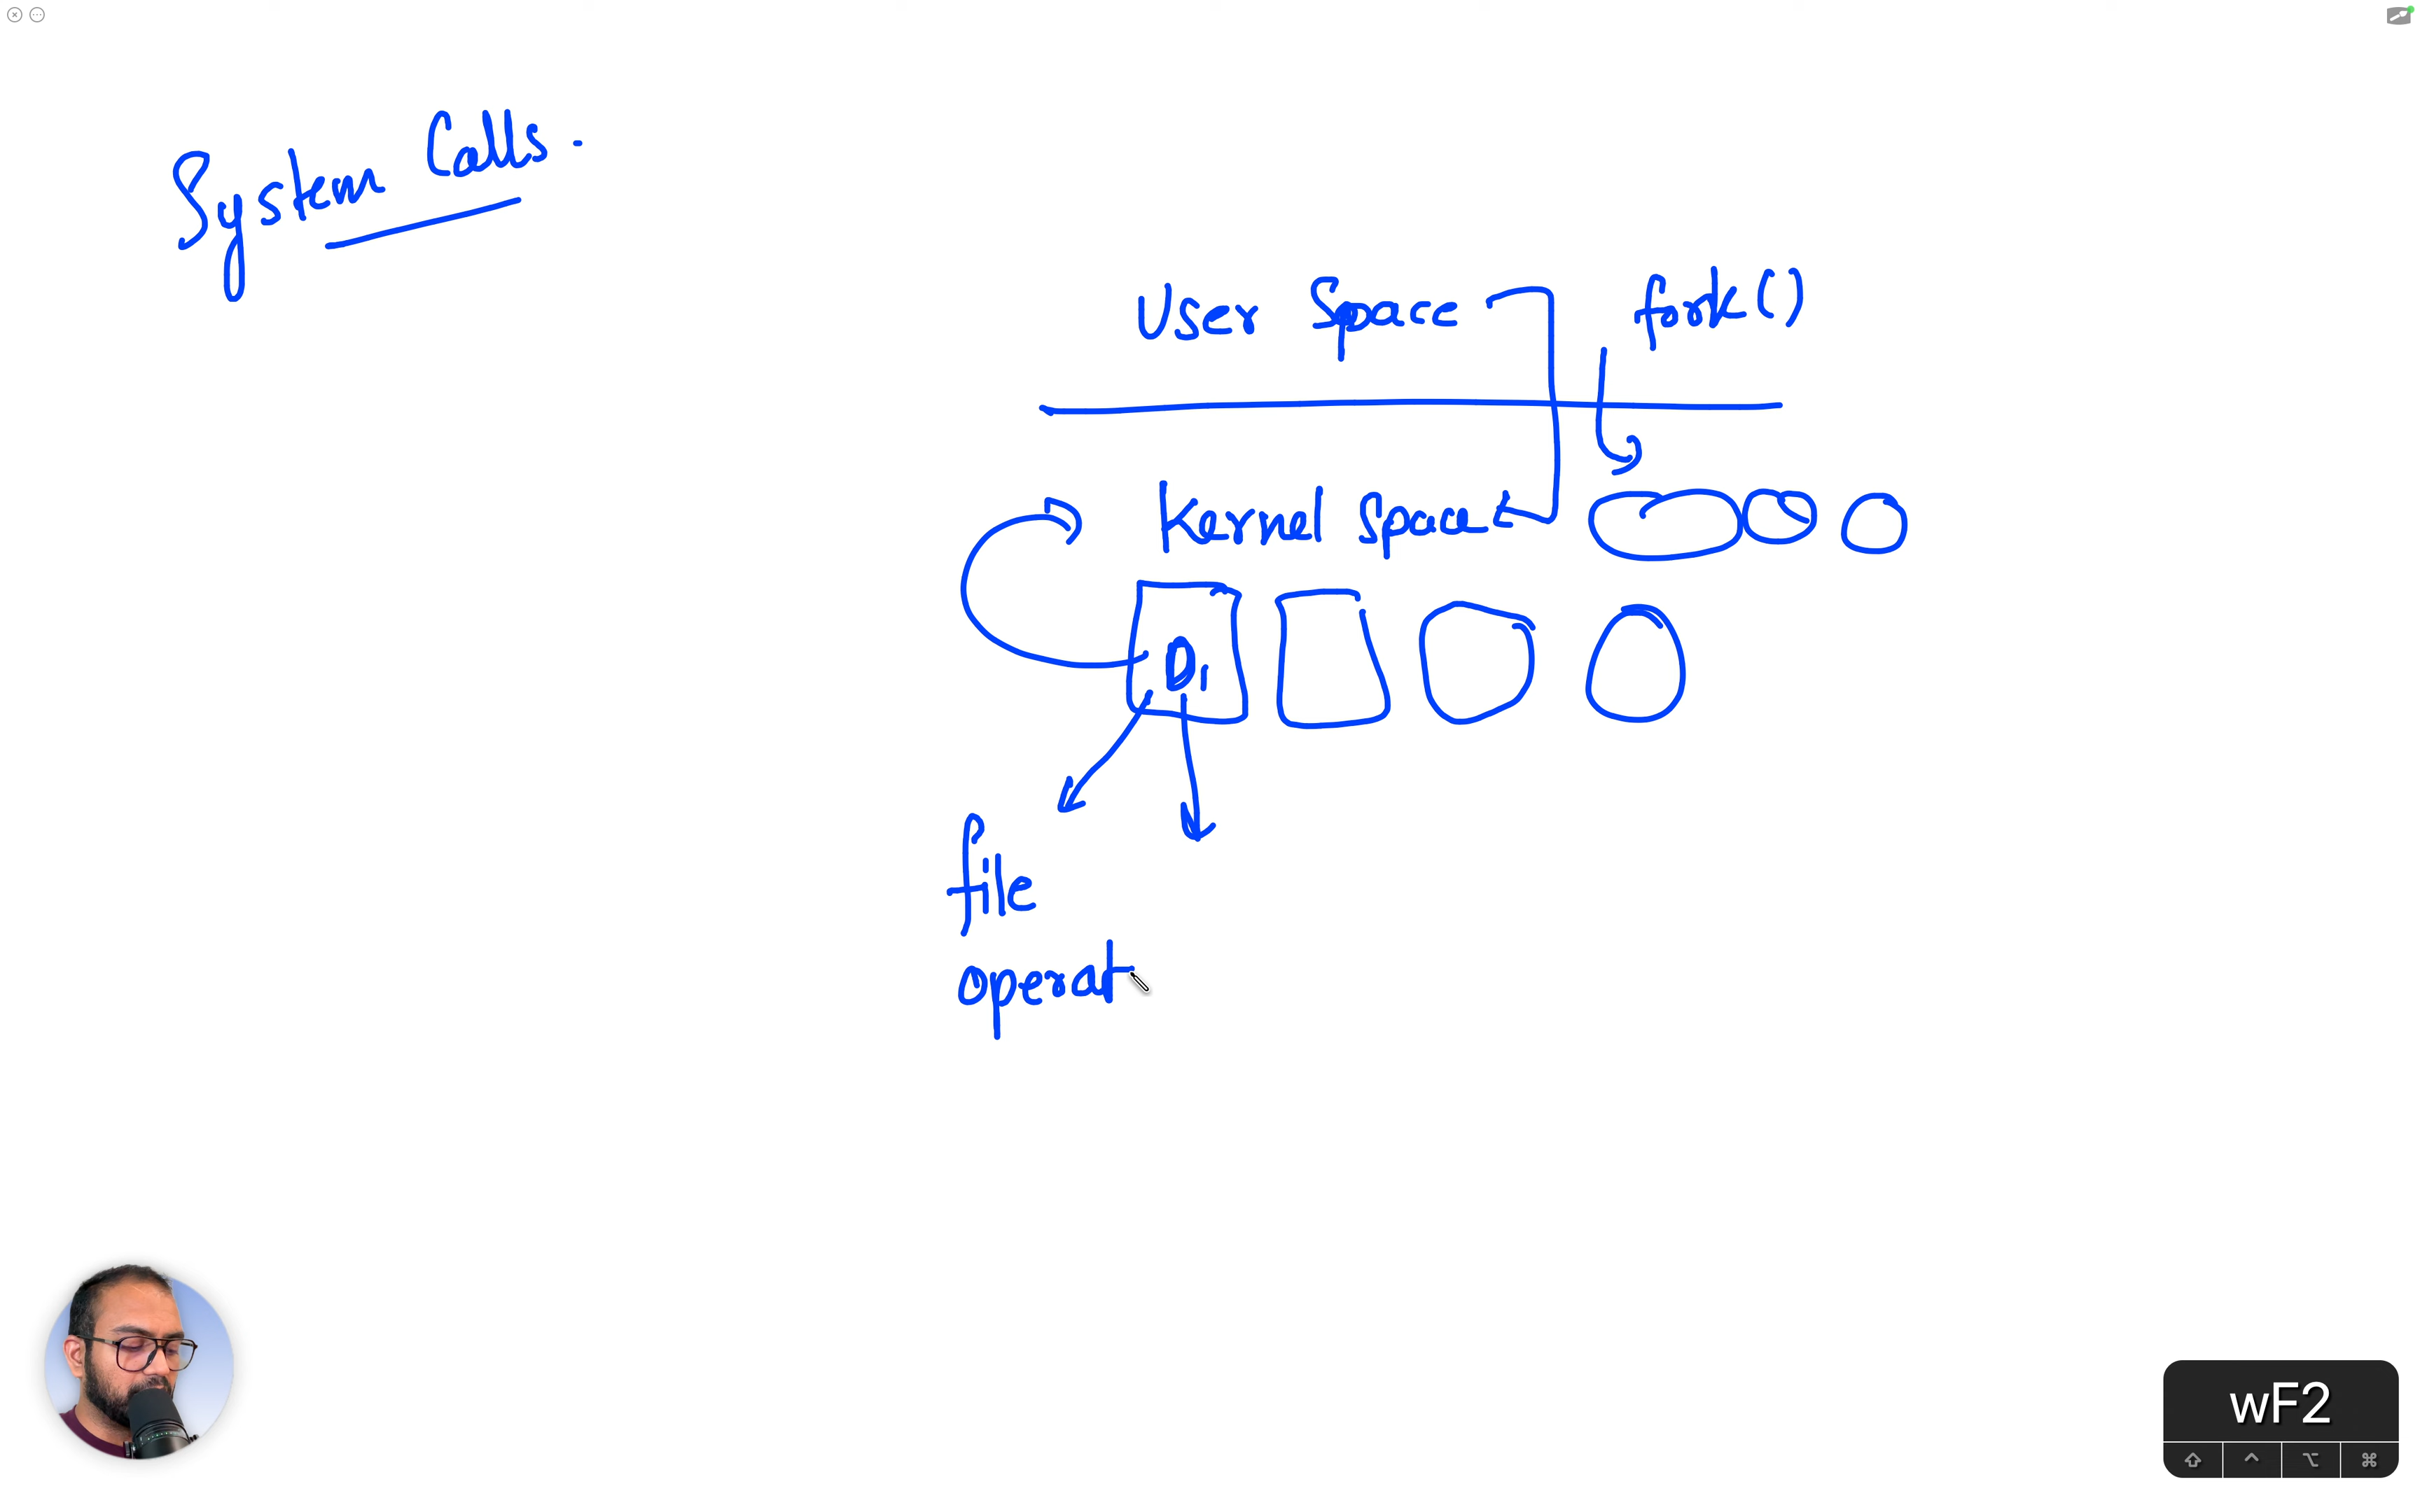 System Calls.
User Space
fork()
Kernel Space
D1
file
operat
wF2